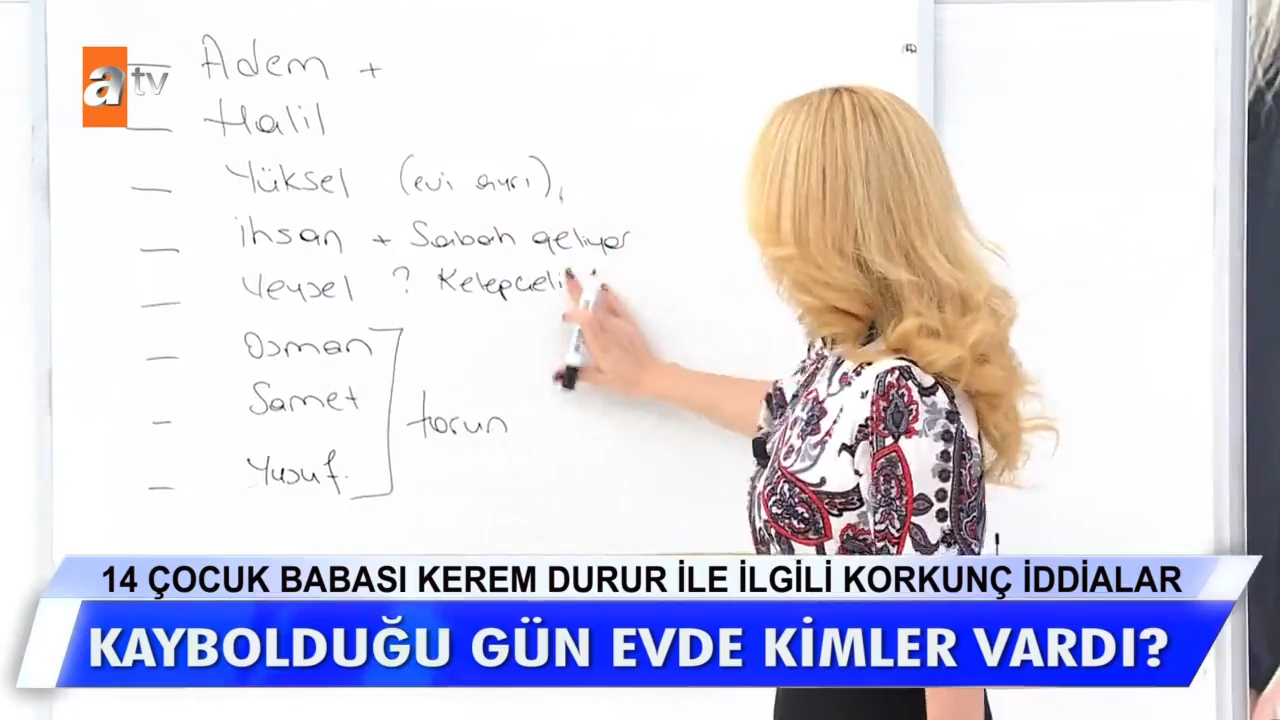 atv
— Adem +
— Halil
— Yüksel (evi ayrı),
— ihsan + Sabah geliyor
— Veysel ? Kelepçeli
— Osman
— Samet
torun
— Yusuf.
14 ÇOCUK BABASI KEREM DURUR İLE İLGİLİ KORKUNÇ İDDİALAR
KAYBOLDUĞU GÜN EVDE KİMLER VARDI?